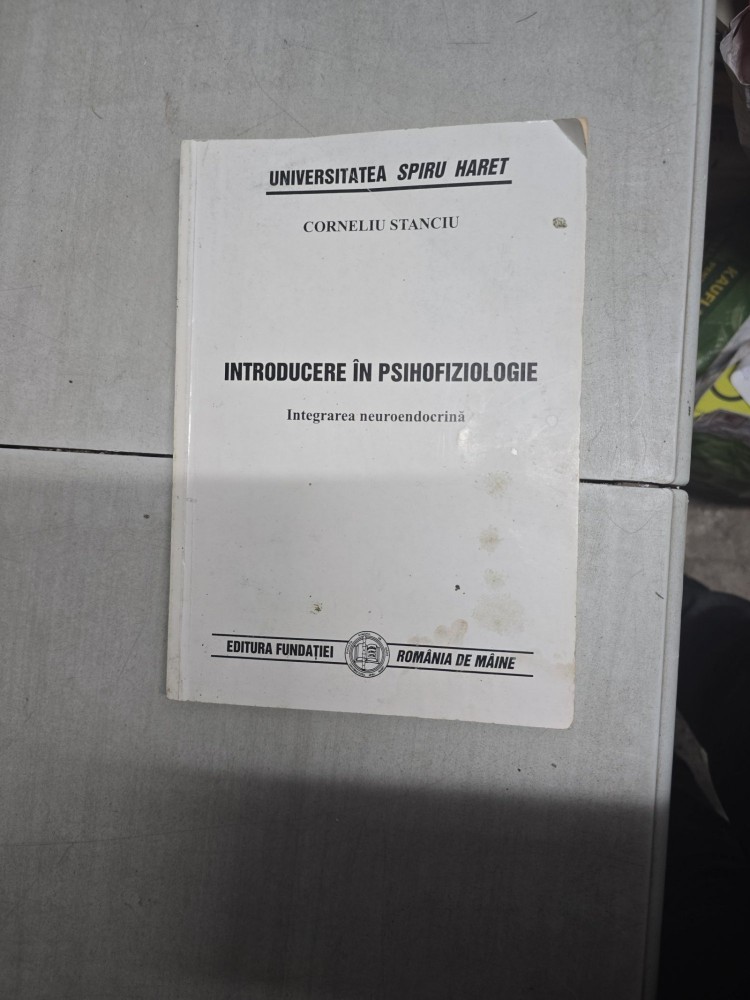 UNIVERSITATEA SPIRU HARET
CORNELIU STANCIU
INTRODUCERE ÎN PSIHOFIZIOLOGIE
Integrarea neuroendocrină
EDITURA FUNDAȚIEI ROMÂNIA DE MÂINE